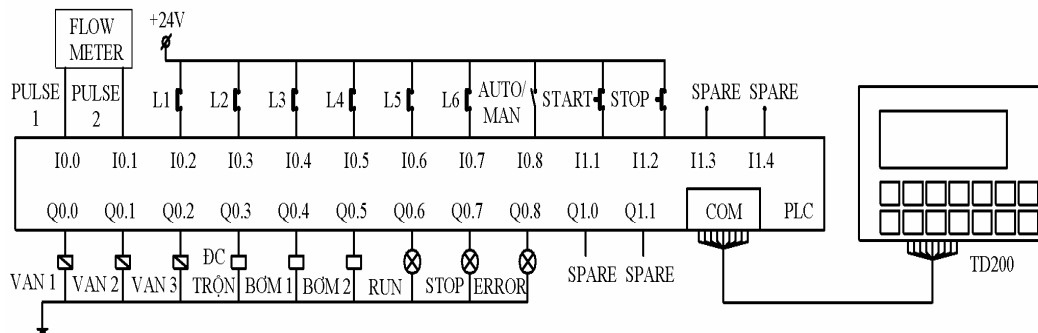 FLOW
METER
+24V
PULSE
1
PULSE
2
L1
L2
L3
L4
L5
L6
AUTO/
MAN
START
STOP
SPARE
SPARE
I0.0 I0.1 I0.2 I0.3 I0.4 I0.5 I0.6 I0.7 I0.8 I1.1 I1.2 I1.3 I1.4
Q0.0 Q0.1 Q0.2 Q0.3 Q0.4 Q0.5 Q0.6 Q0.7 Q0.8 Q1.0 Q1.1 COM PLC
VAN 1
VAN 2
VAN 3
ĐC
TRỘN
BƠM 1
BƠM 2
RUN
STOP
ERROR
SPARE
SPARE
TD200